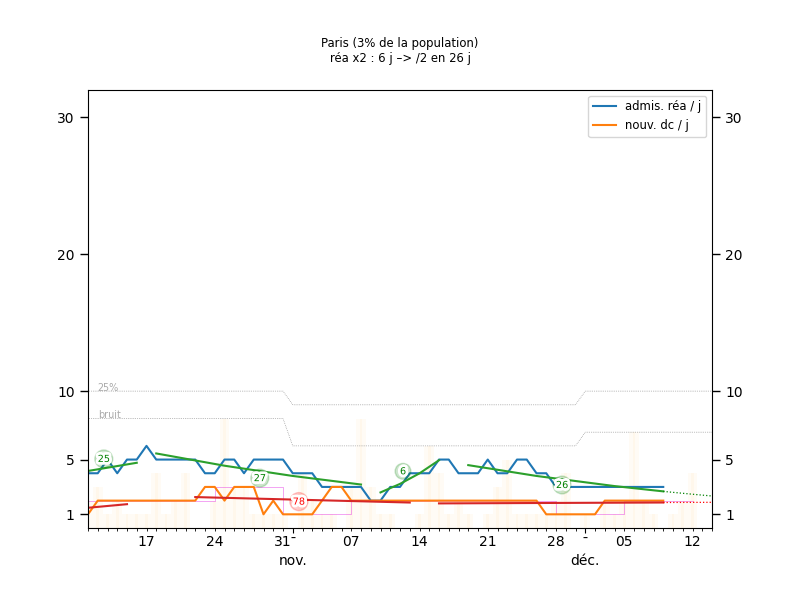 Paris (3% de la population)
réa x2 : 6 j –> /2 en 26 j
admis. réa / j
nouv. dc / j
30
30
20
20
10
10
25%
bruit
5
5
25
27
6
26
78
1
1
17 24 31 07 14 21 28 05 12
nov. déc.